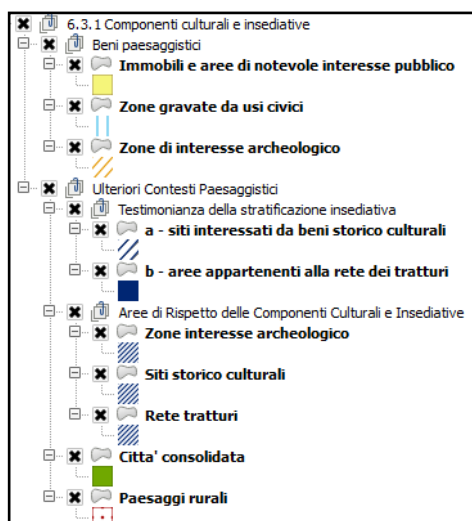 6.3.1 Componenti culturali e insediative
Beni paesaggistici
Immobili e aree di notevole interesse pubblico
Zone gravate da usi civici
Zone di interesse archeologico
Ulteriori Contesti Paesaggistici
Testimonianza della stratificazione insediativa
a - siti interessati da beni storico culturali
b - aree appartenenti alla rete dei tratturi
Aree di Rispetto delle Componenti Culturali e Insediative
Zone interesse archeologico
Siti storico culturali
Rete tratturi
Citta' consolidata
Paesaggi rurali